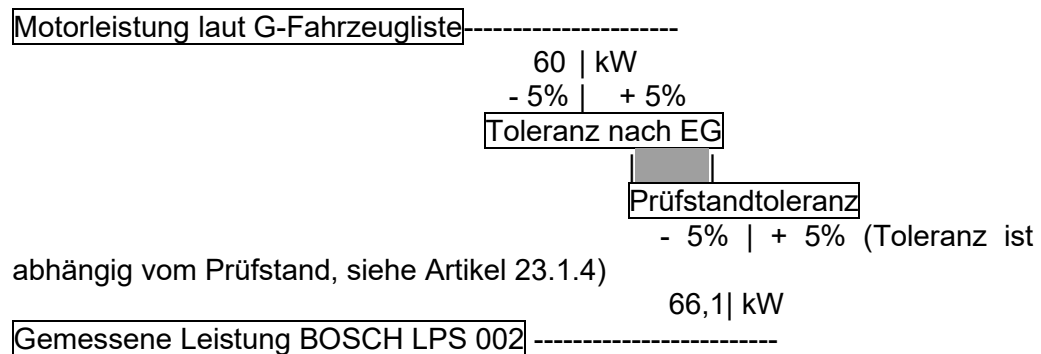 Motorleistung laut G-Fahrzeugliste----------------------
60 | kW
- 5% | + 5%
Toleranz nach EG
| |
Prüfstandtoleranz
- 5% | + 5% (Toleranz ist
abhängig vom Prüfstand, siehe Artikel 23.1.4)
66,1| kW
Gemessene Leistung BOSCH LPS 002 -------------------------